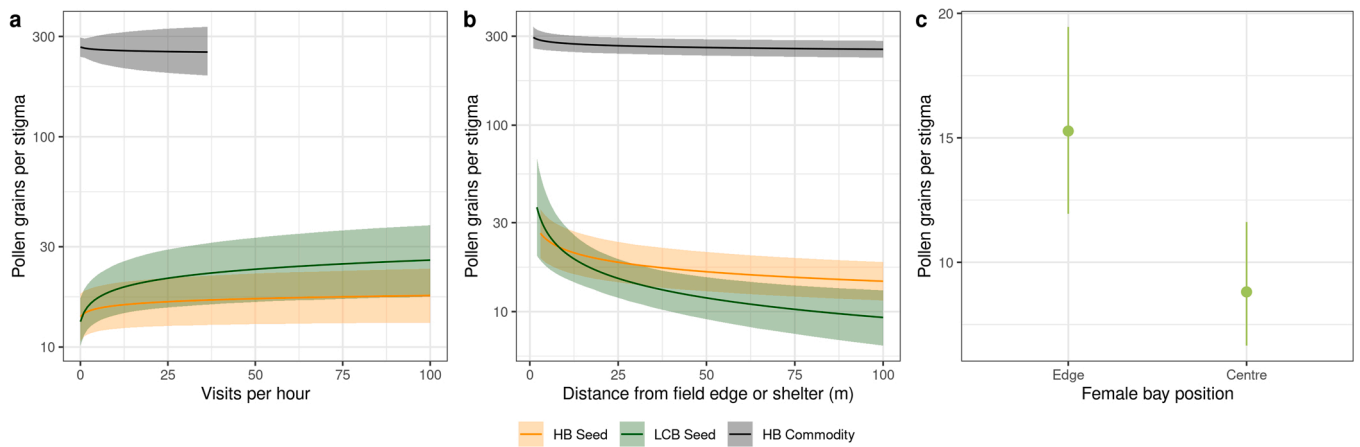 a
300
100
30
10
Pollen grains per stigma
0
25
50
75
100
Visits per hour
b
300
100
30
10
Pollen grains per stigma
0
25
50
75
100
Distance from field edge or shelter (m)
c
20
15
10
Pollen grains per stigma
Edge
Centre
Female bay position
HB Seed
LCB Seed
HB Commodity